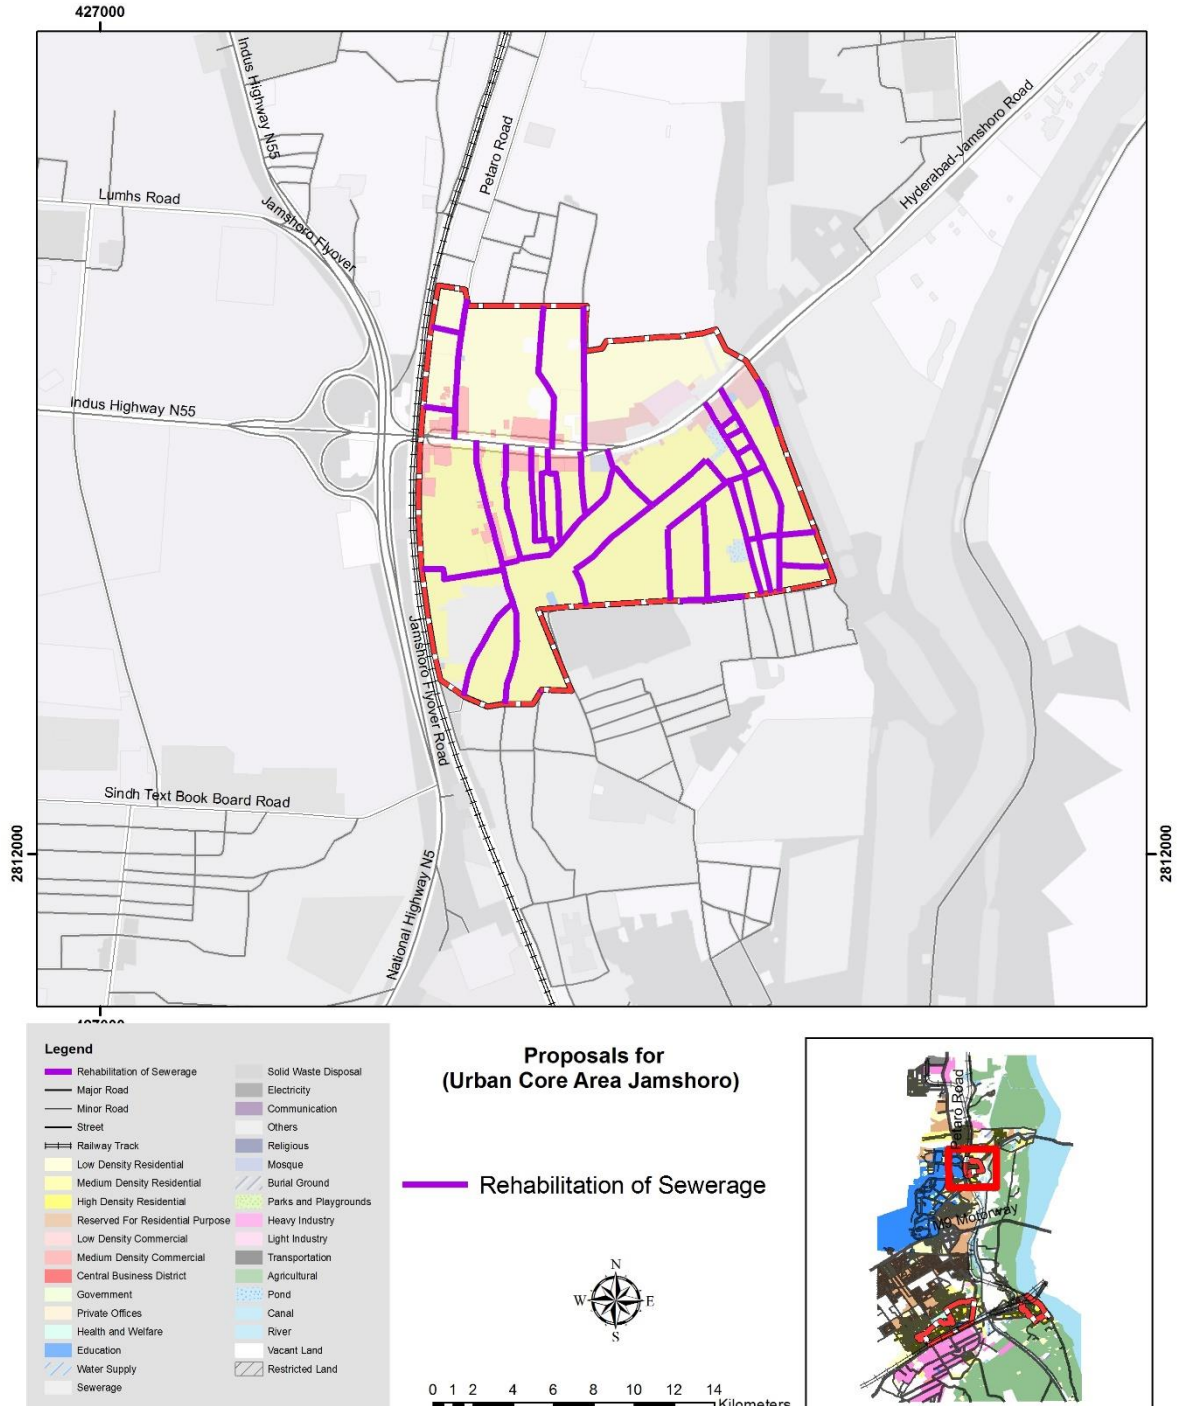 427000
Indus Highway N55
Petaro Road
Hyderabad-Jamshoro Road
Lumhs Road
Jamshoro Flyover
Indus Highway N55
Jamshoro Flyover Road
Sindh Text Book Board Road
National Highway N5
2812000
2812000
427000
Legend
Rehabilitation of Sewerage
Major Road
Minor Road
Street
Railway Track
Low Density Residential
Medium Density Residential
High Density Residential
Reserved For Residential Purpose
Low Density Commercial
Medium Density Commercial
Central Business District
Government
Private Offices
Health and Welfare
Education
Water Supply
Sewerage
Solid Waste Disposal
Electricity
Communication
Others
Religious
Mosque
Burial Ground
Parks and Playgrounds
Heavy Industry
Light Industry
Transportation
Agricultural
Pond
Canal
River
Vacant Land
Restricted Land
Proposals for
(Urban Core Area Jamshoro)
Rehabilitation of Sewerage
N
W E
S
0 1 2 4 6 8 10 12 14
Kilometers
Petaro Road
M9 Motorway